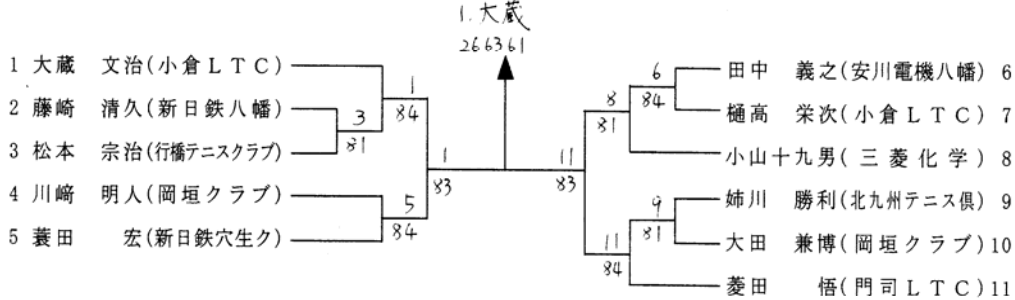 1.大蔵
266361
1 大蔵 文治(小倉LTC)
2 藤崎 清久(新日鉄八幡)
3 松本 宗治(行橋テニスクラブ)
4 川﨑 明人(岡垣クラブ)
5 蓑田 宏(新日鉄穴生ク)
1
84
3
81
5
84
1
83
11
83
8
81
6
84
9
81
11
84
田中 義之(安川電機八幡) 6
樋高 栄次(小倉LTC) 7
小山十九男(三菱化学) 8
姉川 勝利(北九州テニス倶) 9
大田 兼博(岡垣クラブ)10
菱田 悟(門司LTC)11